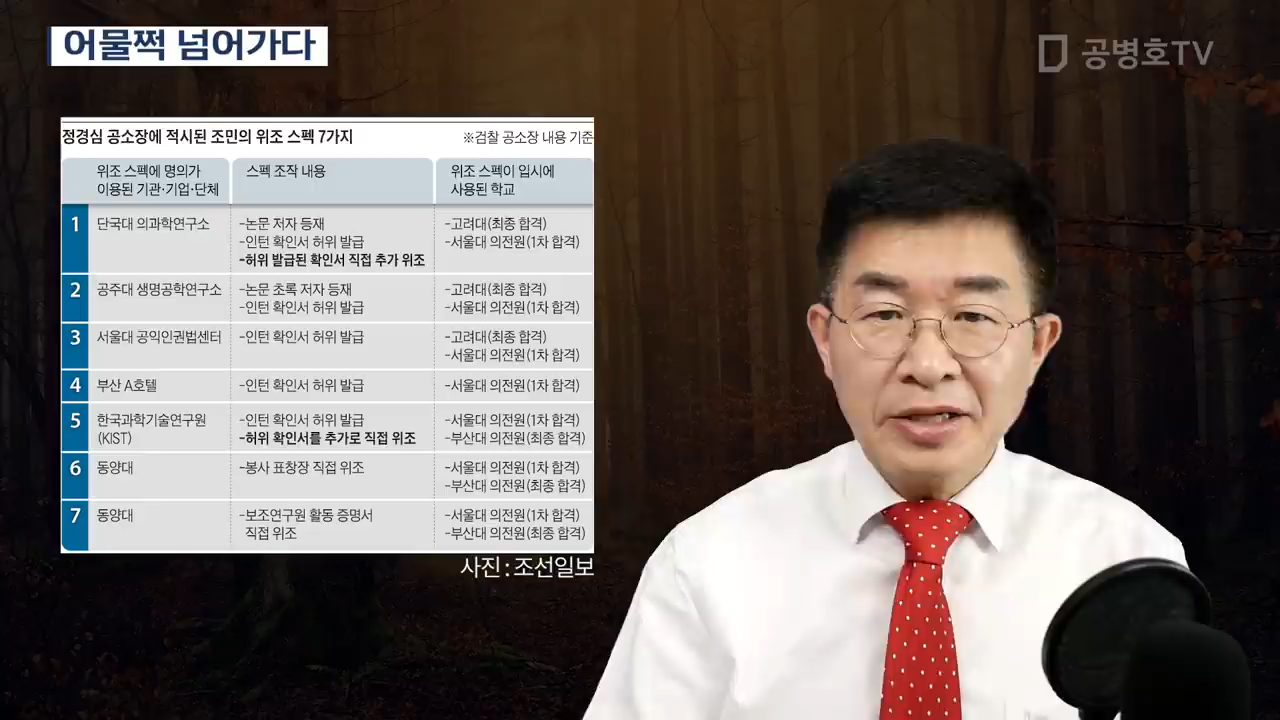 어물쩍 넘어가다
공병호TV
정경심 공소장에 적시된 조민의 위조 스펙 7가지
※검찰 공소장 내용 기준
위조 스펙에 명의가
이용된 기관·기업·단체
스펙 조작 내용
위조 스펙이 입시에
사용된 학교
1
단국대 의과학연구소
-논문 저자 등재
-인턴 확인서 허위 발급
-허위 발급된 확인서 직접 추가 위조
-고려대(최종 합격)
-서울대 의전원(1차 합격)
2
공주대 생명공학연구소
-논문 초록 저자 등재
-인턴 확인서 허위 발급
-고려대(최종 합격)
-서울대 의전원(1차 합격)
3
서울대 공익인권법센터
-인턴 확인서 허위 발급
-고려대(최종 합격)
-서울대 의전원(1차 합격)
4
부산 A호텔
-인턴 확인서 허위 발급
-서울대 의전원(1차 합격)
5
한국과학기술연구원
(KIST)
-인턴 확인서 허위 발급
-허위 확인서를 추가로 직접 위조
-서울대 의전원(1차 합격)
-부산대 의전원(최종 합격)
6
동양대
-봉사 표창장 직접 위조
-서울대 의전원(1차 합격)
-부산대 의전원(최종 합격)
7
동양대
-보조연구원 활동 증명서
직접 위조
-서울대 의전원(1차 합격)
-부산대 의전원(최종 합격)
사진 : 조선일보